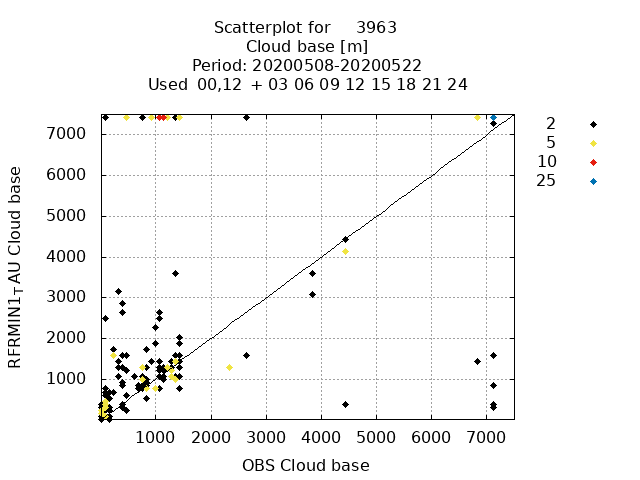 Scatterplot for 3963
Cloud base [m]
Period: 20200508-20200522
Used 00,12 + 03 06 09 12 15 18 21 24
2
5
10
25
RFRMIN1TAU Cloud base
7000
6000
5000
4000
3000
2000
1000
1000 2000 3000 4000 5000 6000 7000
OBS Cloud base